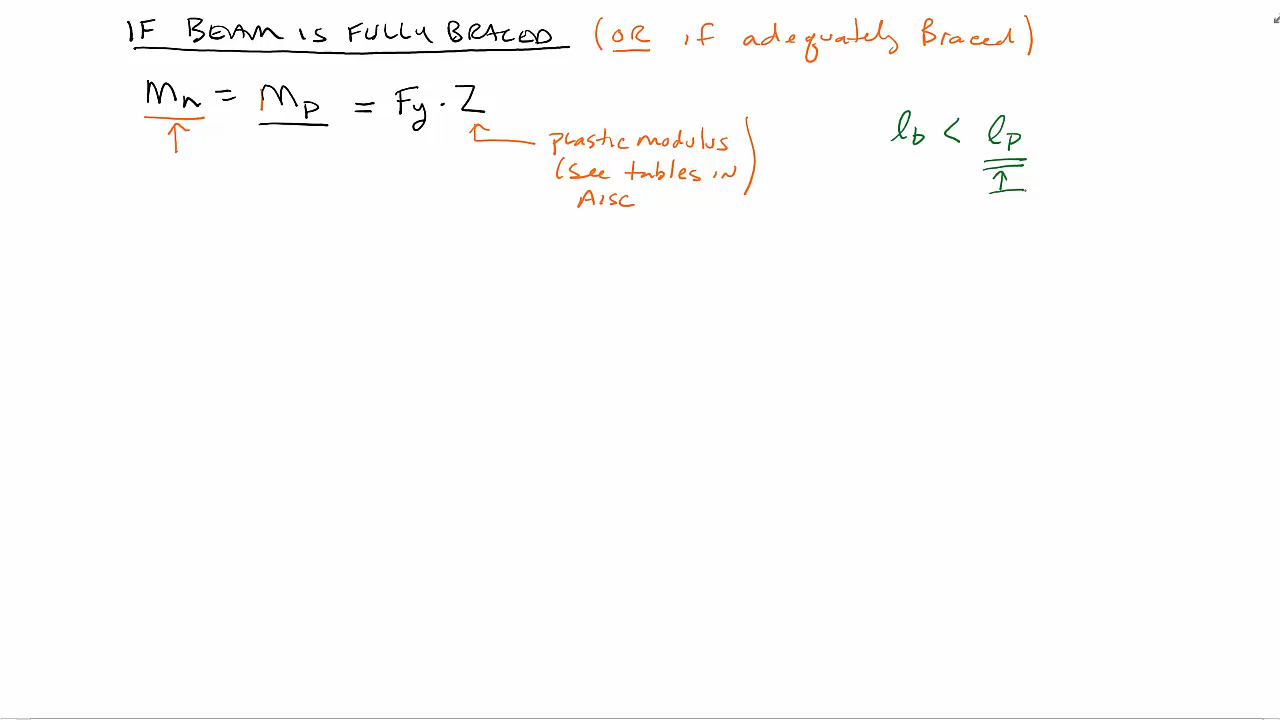 IF BEAM IS FULLY BRACED (OR if adequately Braced)
Mn = Mp = Fy · Z
lb < lp
plastic modulus
(see tables in
AISC